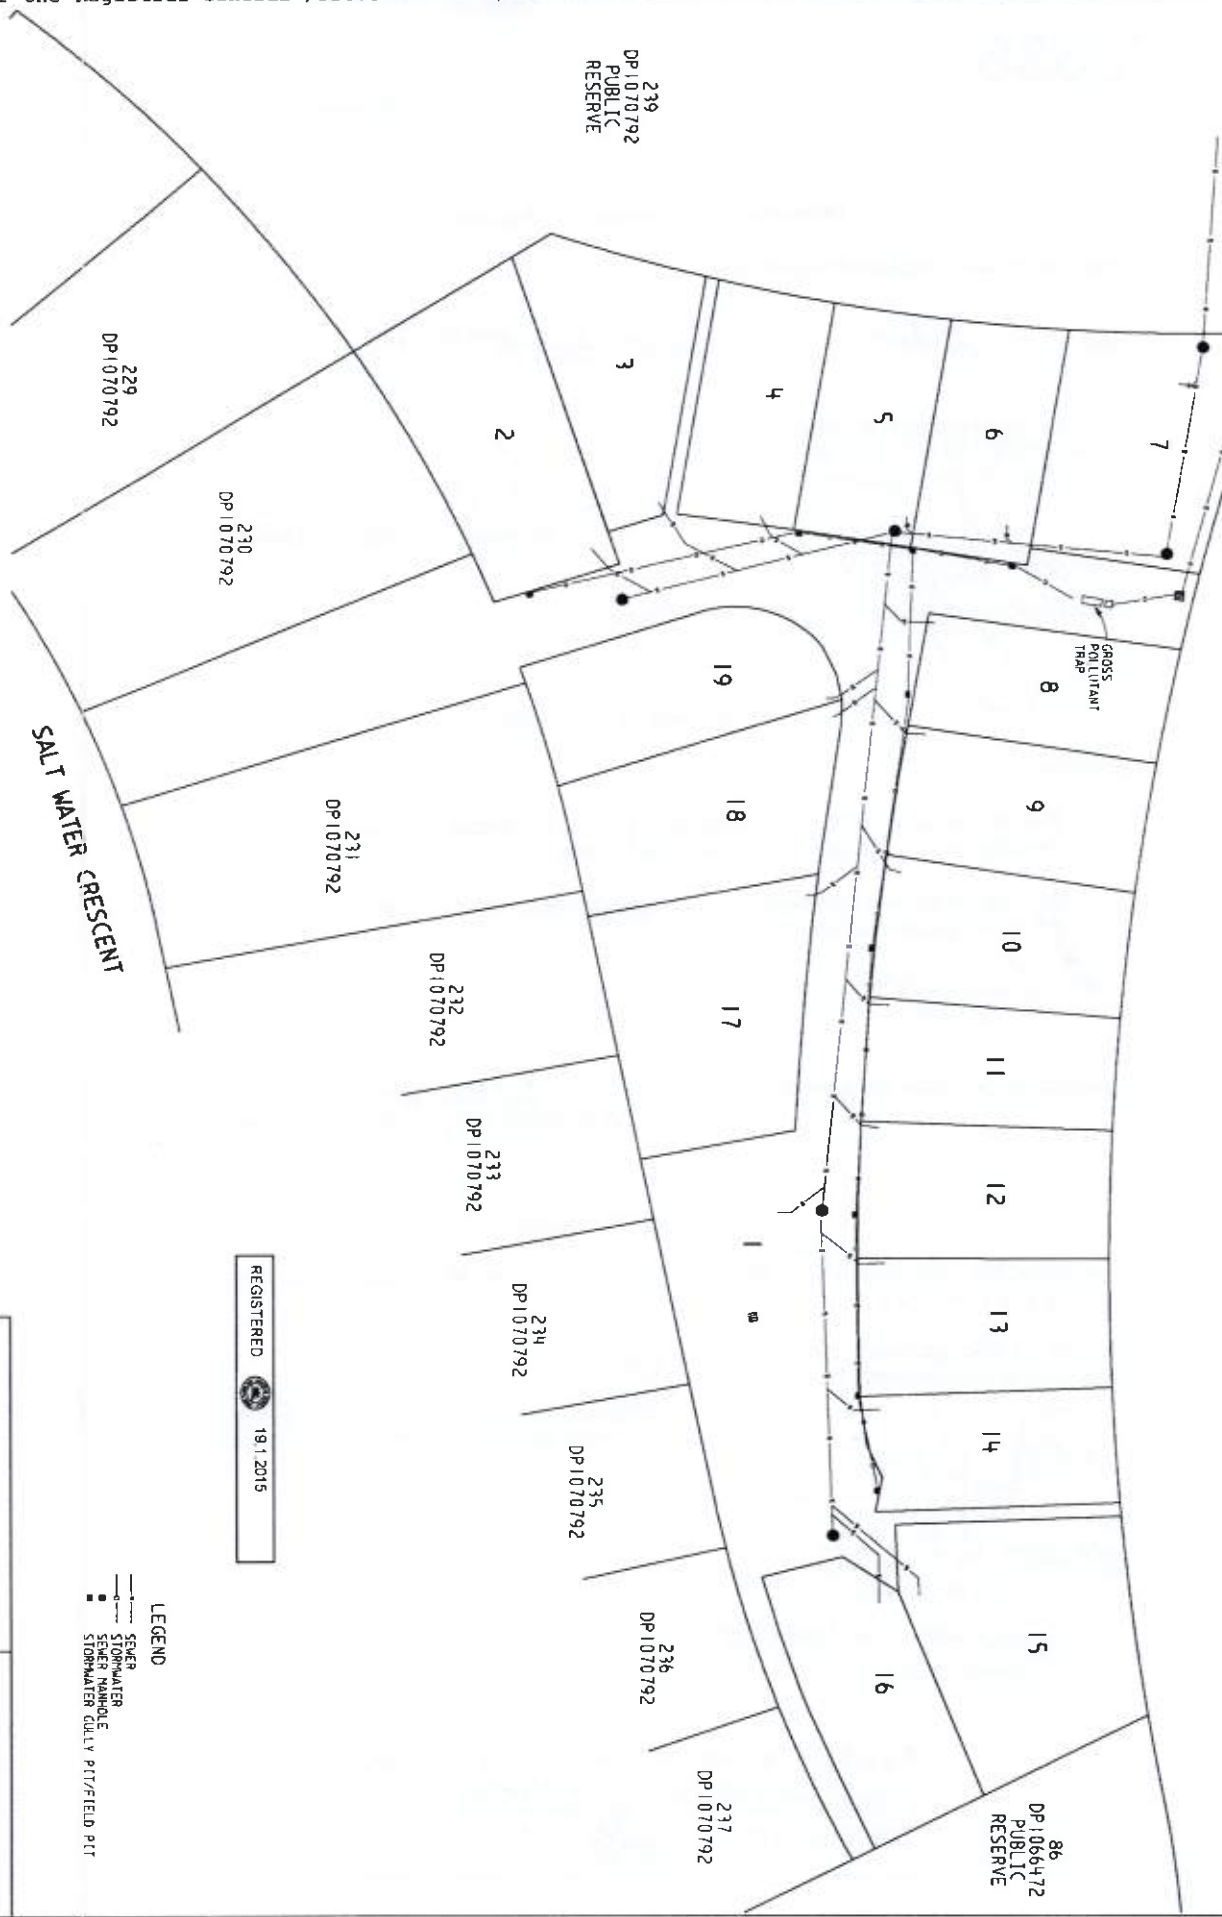 239
DP1070792
PUBLIC
RESERVE
229
DP1070792
230
DP1070792
231
DP1070792
232
DP1070792
233
DP1070792
234
DP1070792
235
DP1070792
236
DP1070792
237
DP1070792
86
DP1066472
PUBLIC
RESERVE
SALT WATER CRESCENT
1
2
3
4
5
6
7
8
9
10
11
12
13
14
15
16
17
18
19
GROSS
POLLUTANT
TRAP
REGISTERED 19.1.2015
LEGEND
SEWER
STORMWATER
SEWER MANHOLE
STORMWATER GULLY PIT/FIELD PIT